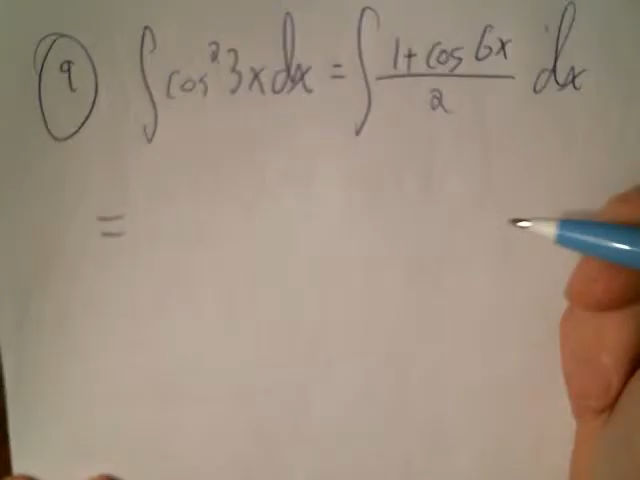 9 ∫cos²3x dx = ∫ (1 + cos 6x)/2 dx
=